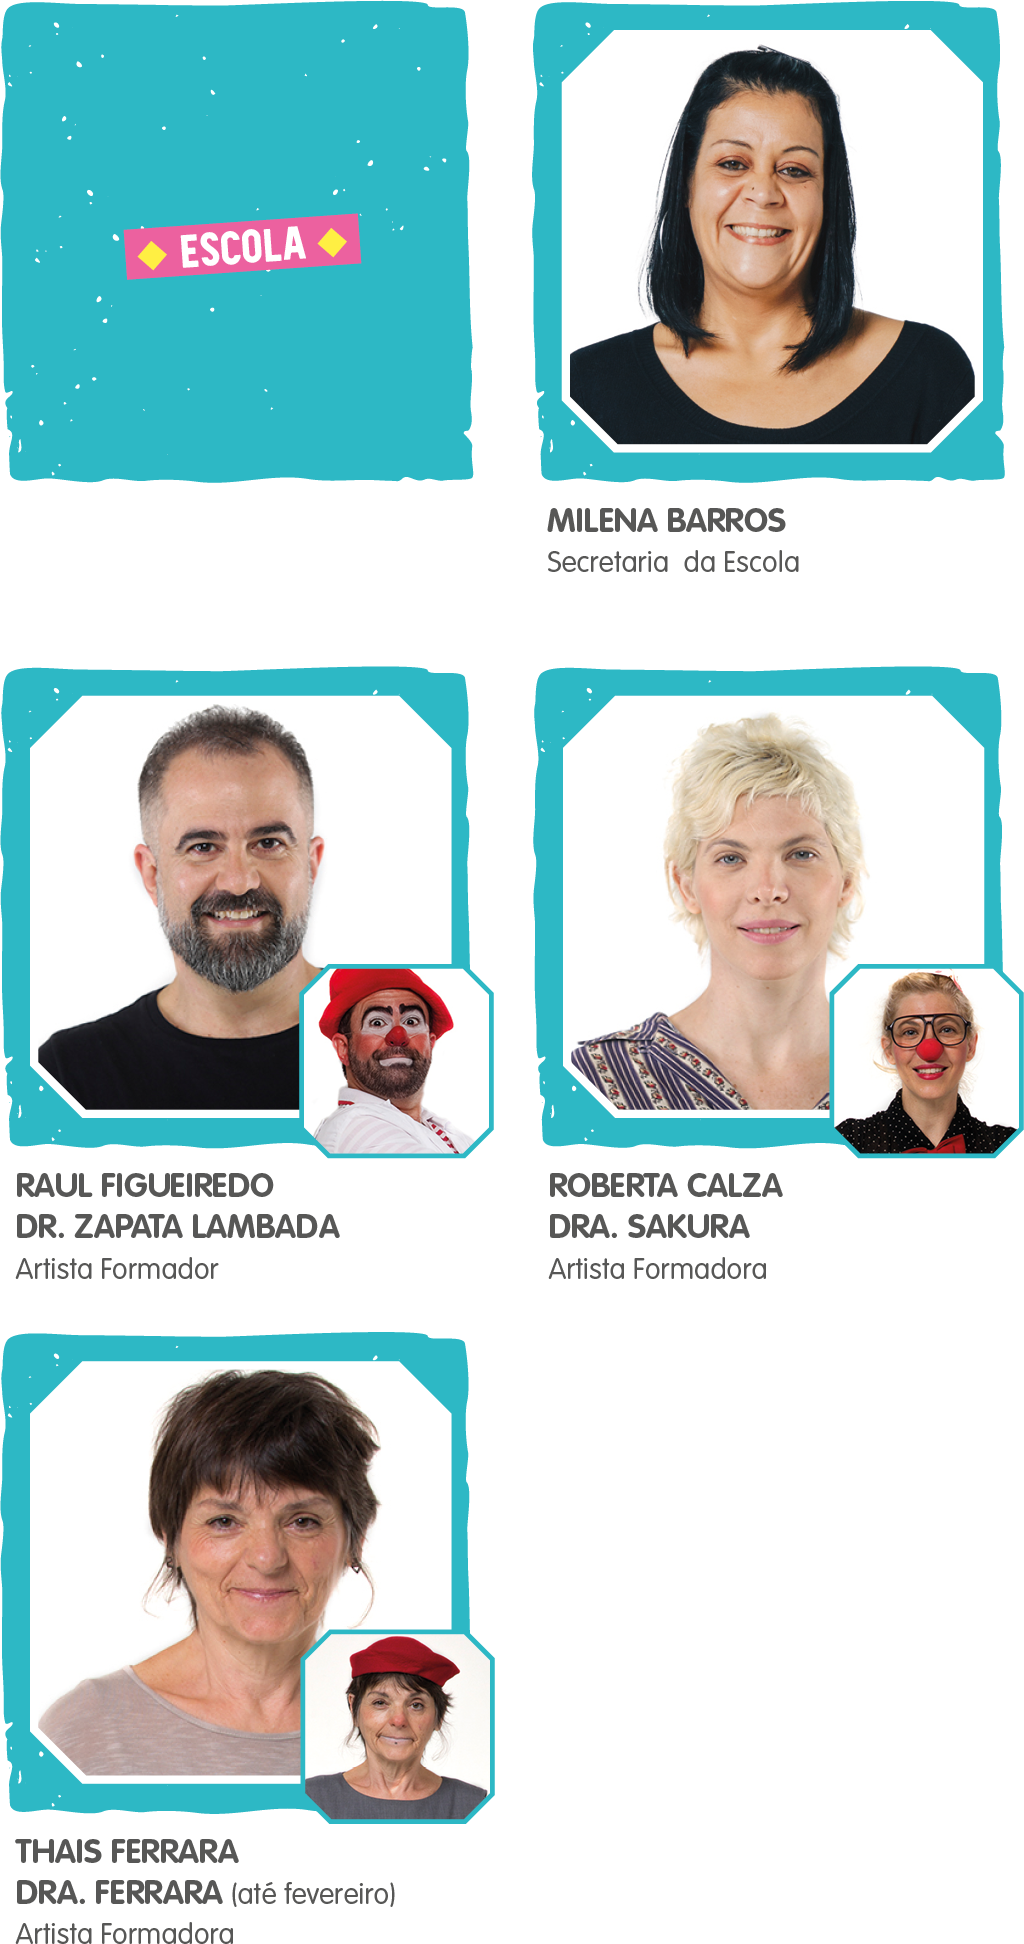 ESCOLA
MILENA BARROS
Secretaria da Escola
RAUL FIGUEIREDO
DR. ZAPATA LAMBADA
Artista Formador
ROBERTA CALZA
DRA. SAKURA
Artista Formadora
THAIS FERRARA
DRA. FERRARA (até fevereiro)
Artista Formadora